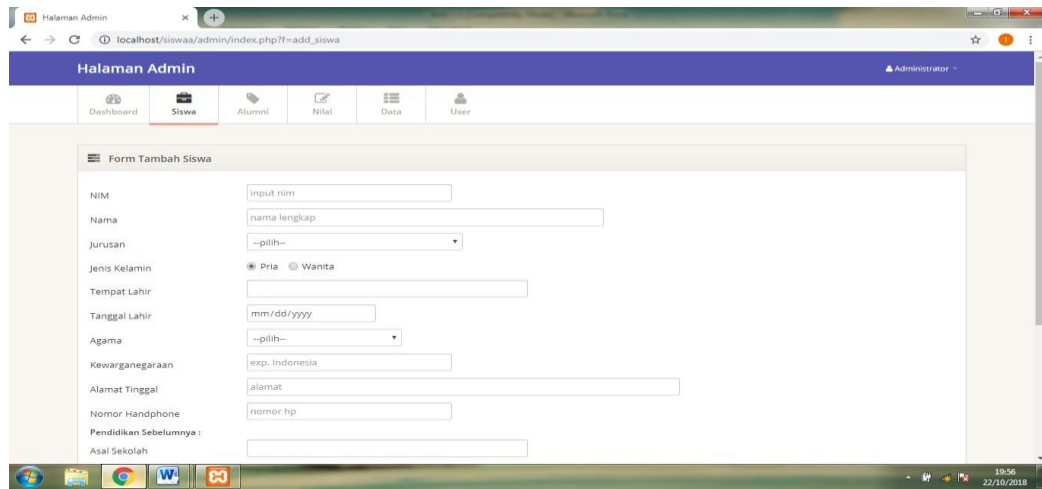 Halaman Admin
localhost/siswaa/admin/index.php?f=add_siswa
Halaman Admin
Administrator
Dashboard Siswa Alumni Nilai Data User
Form Tambah Siswa
NIM input nim
Nama nama lengkap
Jurusan --pilih--
Jenis Kelamin Pria Wanita
Tempat Lahir
Tanggal Lahir mm/dd/yyyy
Agama --pilih--
Kewarganegaraan exp. Indonesia
Alamat Tinggal alamat
Nomor Handphone nomor hp
Pendidikan Sebelumnya :
Asal Sekolah
19:56
22/10/2018